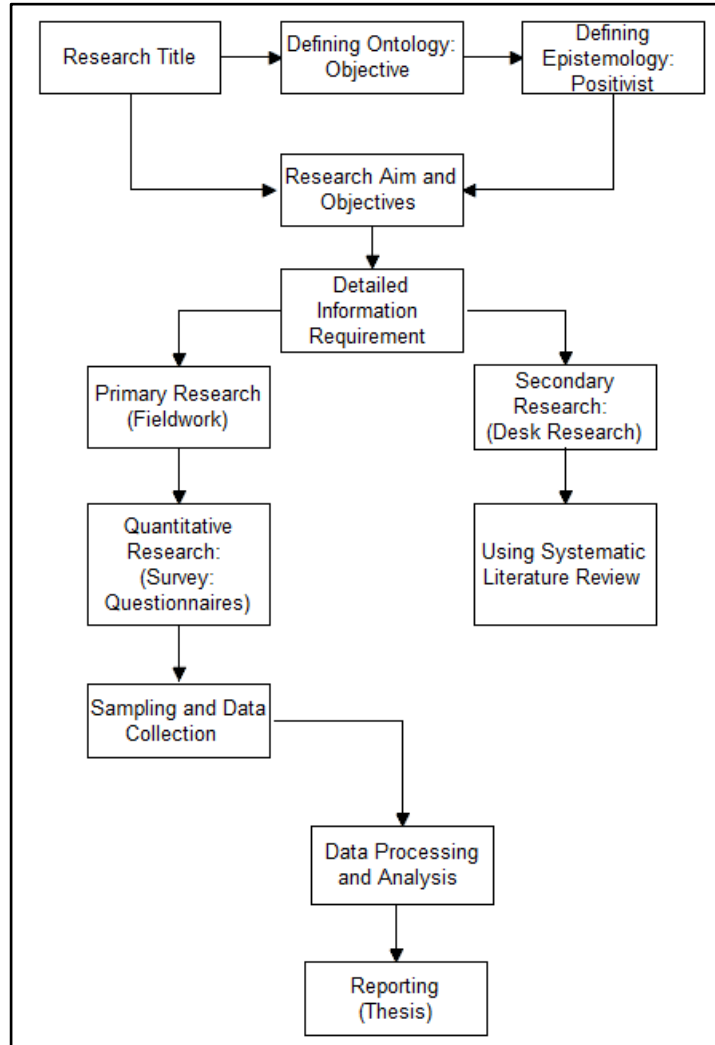 Research Title
Defining Ontology:
Objective
Defining
Epistemology:
Positivist
Research Aim and
Objectives
Detailed
Information
Requirement
Primary Research
(Fieldwork)
Secondary
Research:
(Desk Research)
Quantitative
Research:
(Survey:
Questionnaires)
Using Systematic
Literature Review
Sampling and Data
Collection
Data Processing
and Analysis
Reporting
(Thesis)